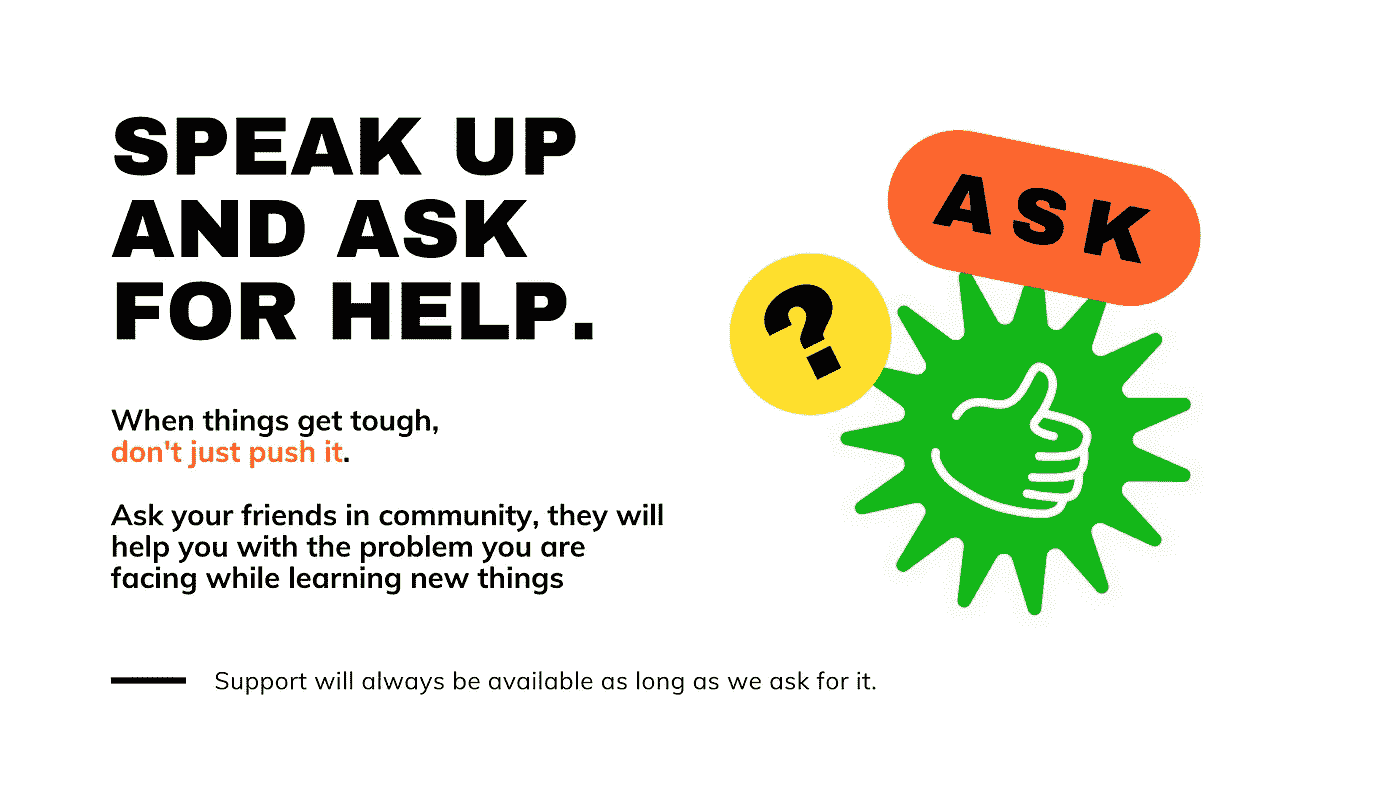 SPEAK UP
AND ASK
FOR HELP.
When things get tough,
don't just push it.
Ask your friends in community, they will
help you with the problem you are
facing while learning new things
Support will always be available as long as we ask for it.
ASK
?